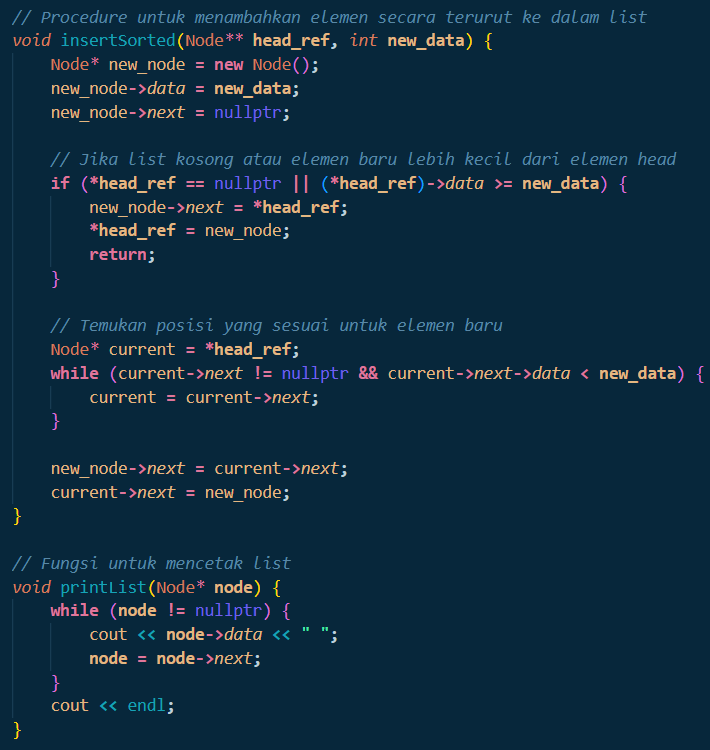 // Procedure untuk menambahkan elemen secara terurut ke dalam list
void insertSorted(Node** head_ref, int new_data) {
    Node* new_node = new Node();
    new_node->data = new_data;
    new_node->next = nullptr;

    // Jika list kosong atau elemen baru lebih kecil dari elemen head
    if (*head_ref == nullptr || (*head_ref)->data >= new_data) {
        new_node->next = *head_ref;
        *head_ref = new_node;
        return;
    }

    // Temukan posisi yang sesuai untuk elemen baru
    Node* current = *head_ref;
    while (current->next != nullptr && current->next->data < new_data) {
        current = current->next;
    }

    new_node->next = current->next;
    current->next = new_node;
}

// Fungsi untuk mencetak list
void printList(Node* node) {
    while (node != nullptr) {
        cout << node->data << " ";
        node = node->next;
    }
    cout << endl;
}